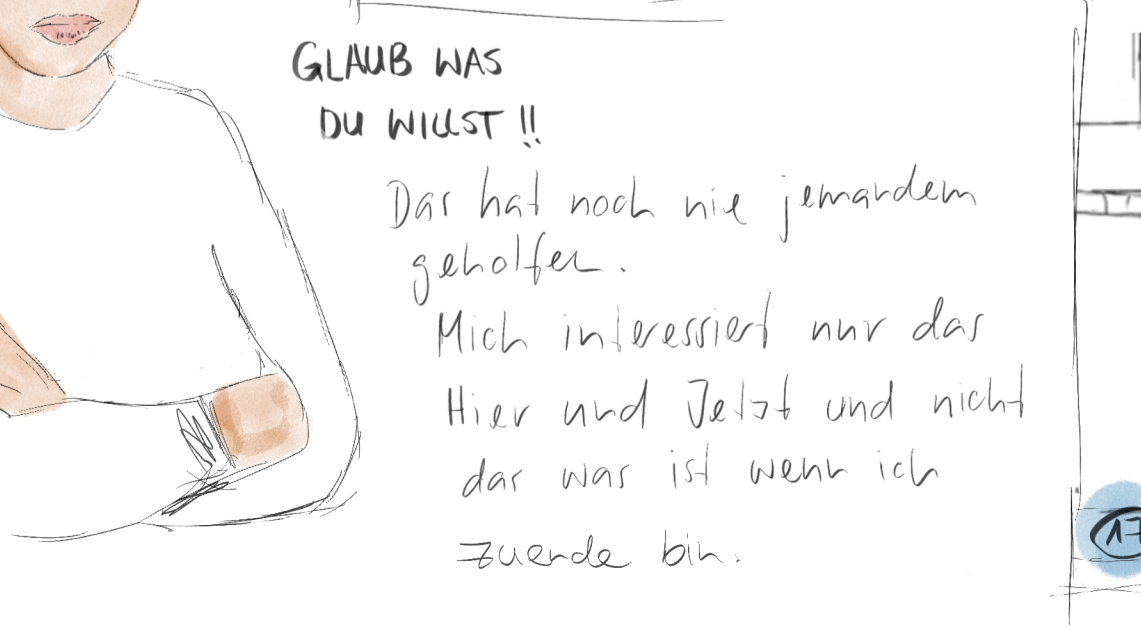 GLAUB WAS
DU WILLST!!
Das hat noch nie jemandem
geholfen.
Mich interessiert nur das
Hier und Jetzt und nicht
das was ist wenn ich
zuende bin.
17